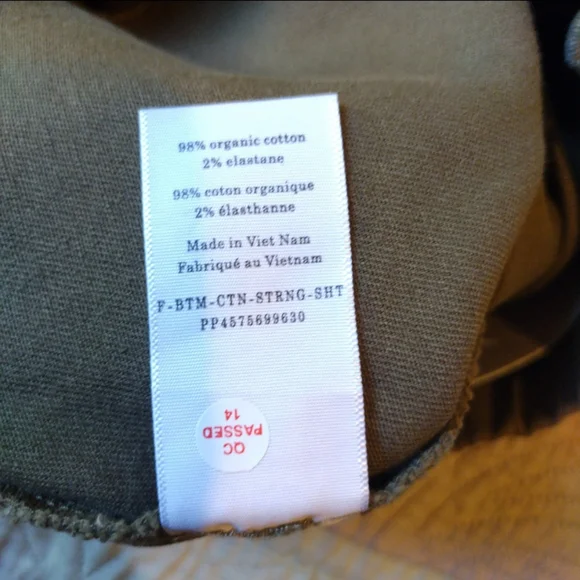 98% organic cotton
2% elastane
98% coton organique
2% élasthanne
Made in Viet Nam
Fabriqué au Vietnam
F-BTM-CTN-STRNG-SHT
PP4575699630
QC
PASSED
14